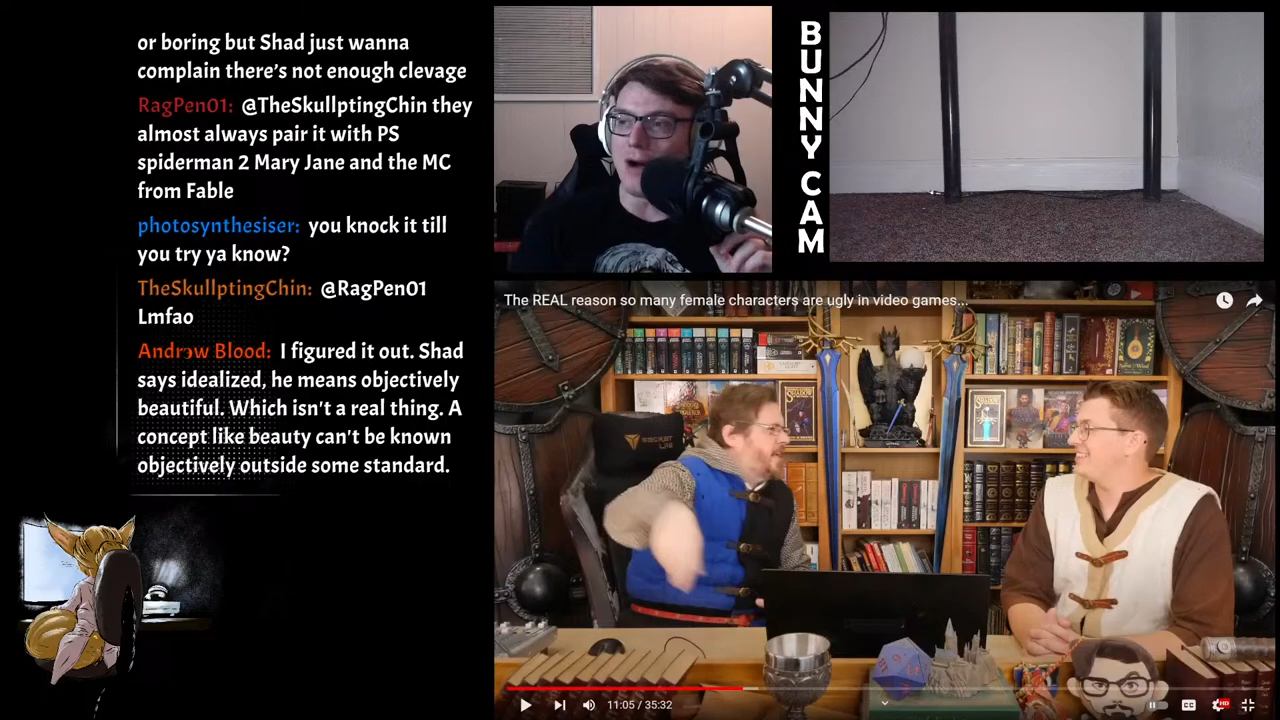 or boring but Shad just wanna
complain there's not enough clevage
RagPen01: @TheSkullptingChin they
almost always pair it with PS
spiderman 2 Mary Jane and the MC
from Fable
photosynthesiser: you knock it till
you try ya know?
TheSkullptingChin: @RagPen01
Lmfao
Andrew Blood: I figured it out. Shad
says idealized, he means objectively
beautiful. Which isn't a real thing. A
concept like beauty can't be known
objectively outside some standard.
BUNNY CAM
The REAL reason so many female characters are ugly in video games...
11:05 / 35:32
CC
HD